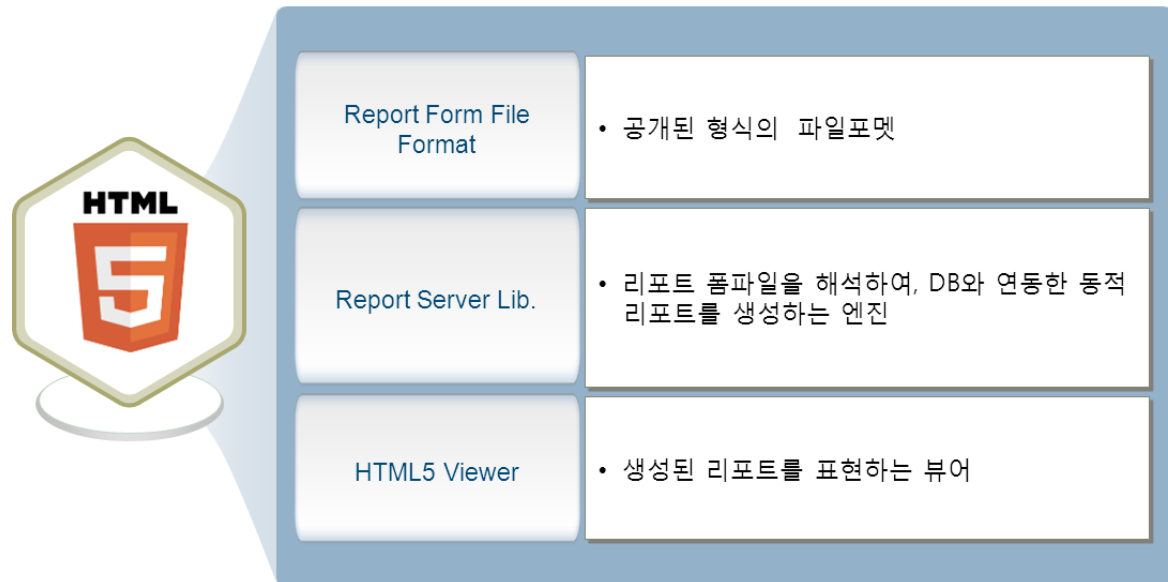 HTML
5
Report Form File
Format
• 공개된 형식의 파일포멧
Report Server Lib.
• 리포트 폼파일을 해석하여, DB와 연동한 동적
리포트를 생성하는 엔진
HTML5 Viewer
• 생성된 리포트를 표현하는 뷰어